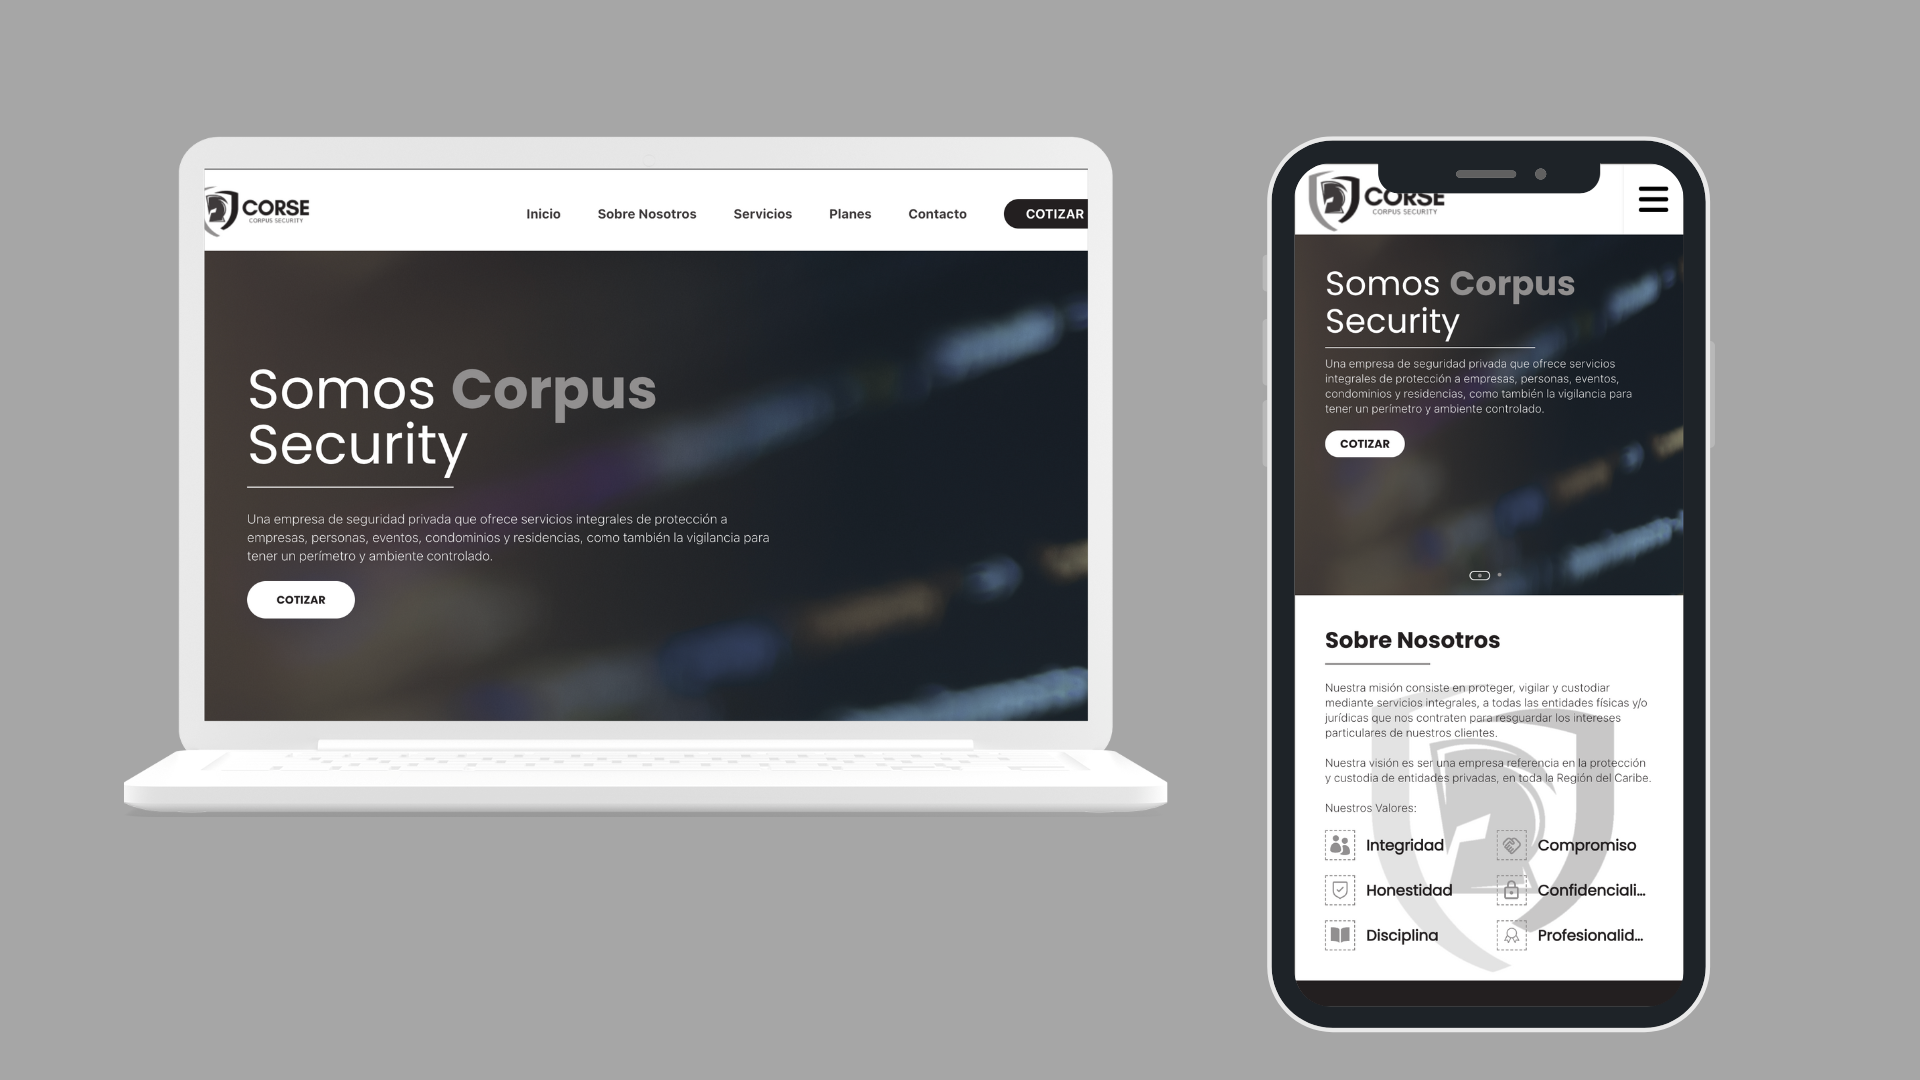 CORSE
CORPUS SECURITY
Inicio
Sobre Nosotros
Servicios
Planes
Contacto
COTIZAR
Somos Corpus
Security
Una empresa de seguridad privada que ofrece servicios integrales de protección a
empresas, personas, eventos, condominios y residencias, como también la vigilancia para
tener un perímetro y ambiente controlado.
COTIZAR
CORSE
CORPUS SECURITY
Somos Corpus
Security
Una empresa de seguridad privada que ofrece servicios
integrales de protección a empresas, personas, eventos,
condominios y residencias, como también la vigilancia para
tener un perímetro y ambiente controlado.
COTIZAR
Sobre Nosotros
Nuestra misión consiste en proteger, vigilar y custodiar
mediante servicios integrales, a todas las entidades físicas y/o
jurídicas que nos contraten para resguardar los intereses
particulares de nuestros clientes.
Nuestra visión es ser una empresa referencia en la protección
y custodia de entidades privadas, en toda la Región del Caribe.
Nuestros Valores:
Integridad
Compromiso
Honestidad
Confidenciali...
Disciplina
Profesionalid...